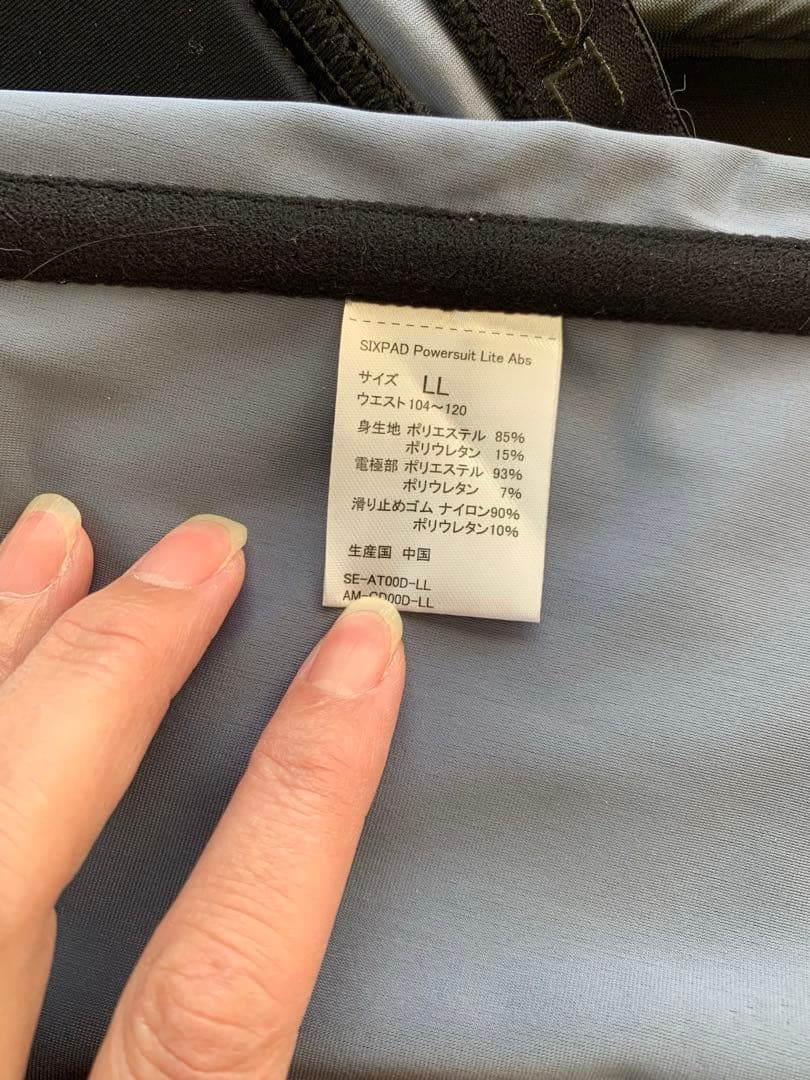 SIXPAD Powersuit Lite Abs
サイズ LL
ウエスト104～120
身生地 ポリエステル 85%
ポリウレタン 15%
電極部 ポリエステル 93%
ポリウレタン 7%
滑り止めゴム ナイロン90%
ポリウレタン10%
生産国 中国
SE-AT00D-LL